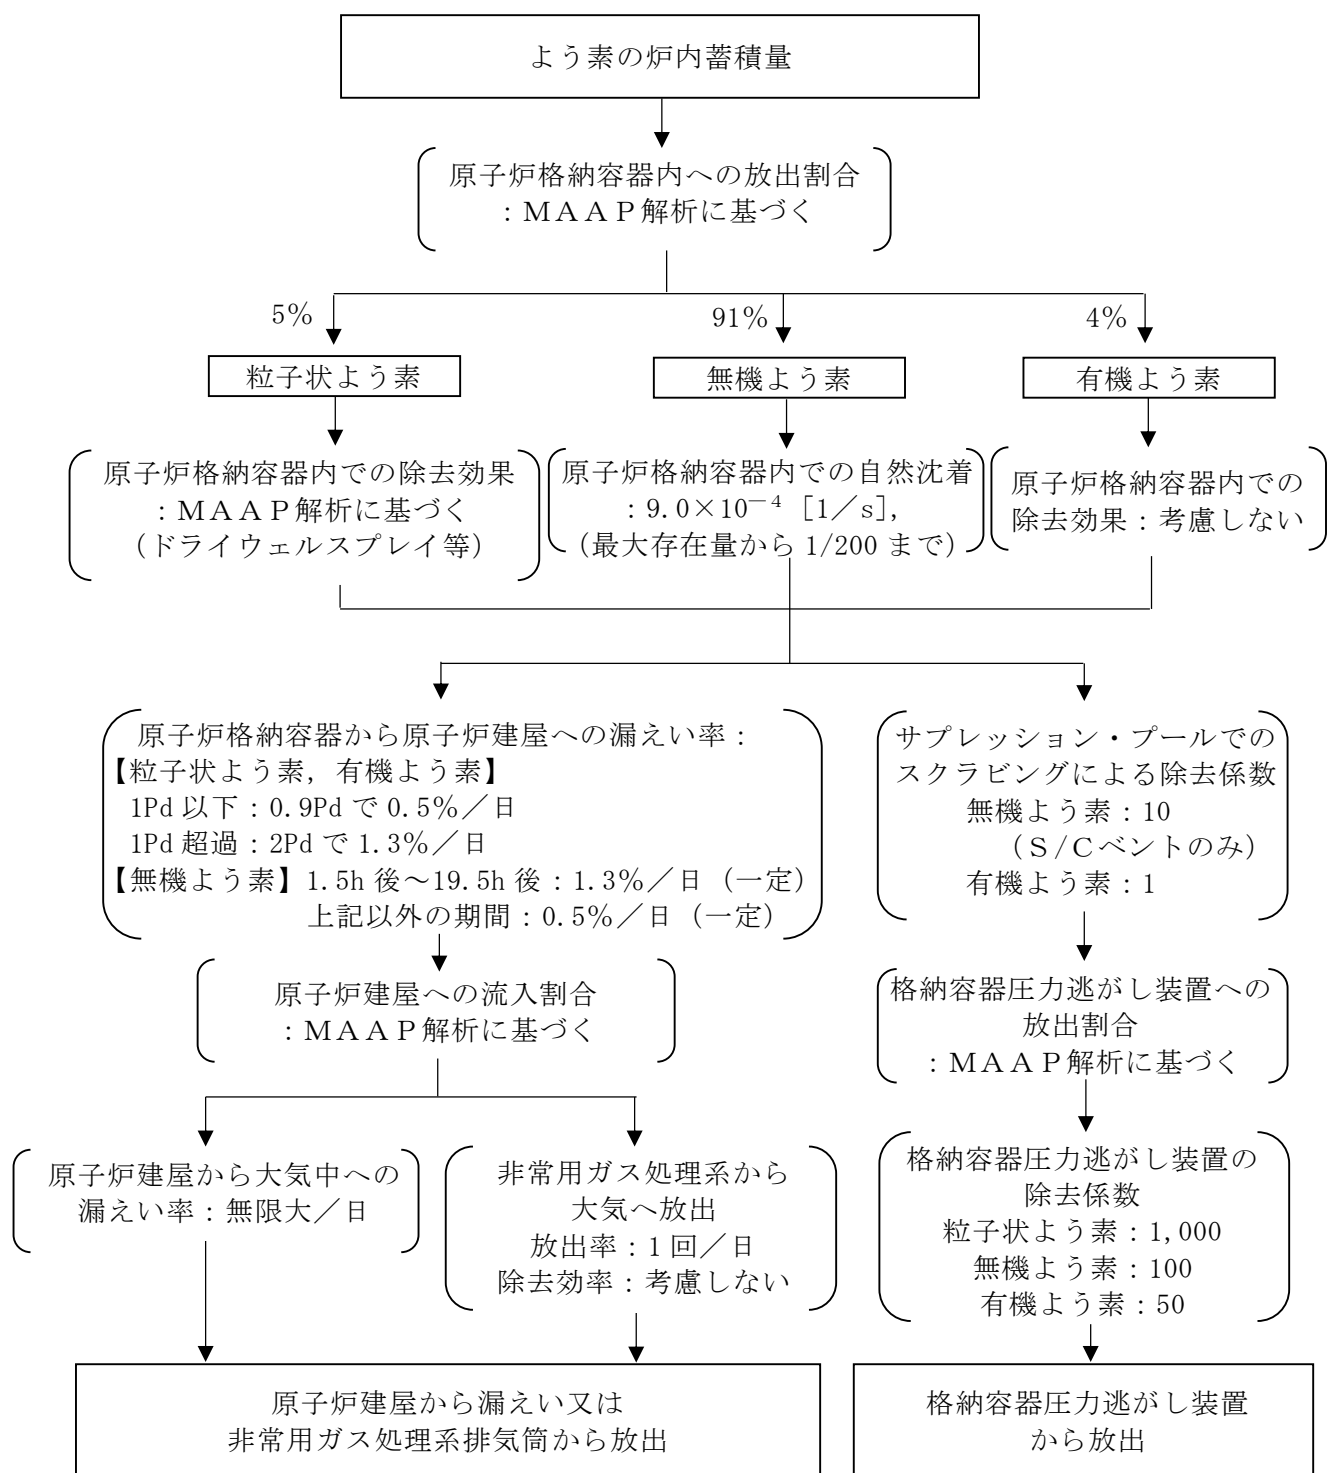 よう素の炉内蓄積量
原子炉格納容器内への放出割合
：ＭＡＡＰ解析に基づく
5%
91%
4%
粒子状よう素
無機よう素
有機よう素
原子炉格納容器内での除去効果
：ＭＡＡＰ解析に基づく
（ドライウェルスプレイ等）
原子炉格納容器内での自然沈着
：9.0×10⁻⁴［1／s］，
（最大存在量から 1/200 まで）
原子炉格納容器内での
除去効果：考慮しない
原子炉格納容器から原子炉建屋への漏えい率：
【粒子状よう素，有機よう素】
1Pd 以下：0.9Pd で 0.5%／日
1Pd 超過：2Pd で 1.3%／日
【無機よう素】1.5h 後～19.5h 後：1.3%／日（一定）
上記以外の期間：0.5%／日（一定）
サプレッション・プールでの
スクラビングによる除去係数
無機よう素：10
（Ｓ/Ｃベントのみ）
有機よう素：1
原子炉建屋への流入割合
：ＭＡＡＰ解析に基づく
格納容器圧力逃がし装置への
放出割合
：ＭＡＡＰ解析に基づく
原子炉建屋から大気中への
漏えい率：無限大／日
非常用ガス処理系から
大気へ放出
放出率：1 回／日
除去効率：考慮しない
格納容器圧力逃がし装置の
除去係数
粒子状よう素：1,000
無機よう素：100
有機よう素：50
原子炉建屋から漏えい又は
非常用ガス処理系排気筒から放出
格納容器圧力逃がし装置
から放出